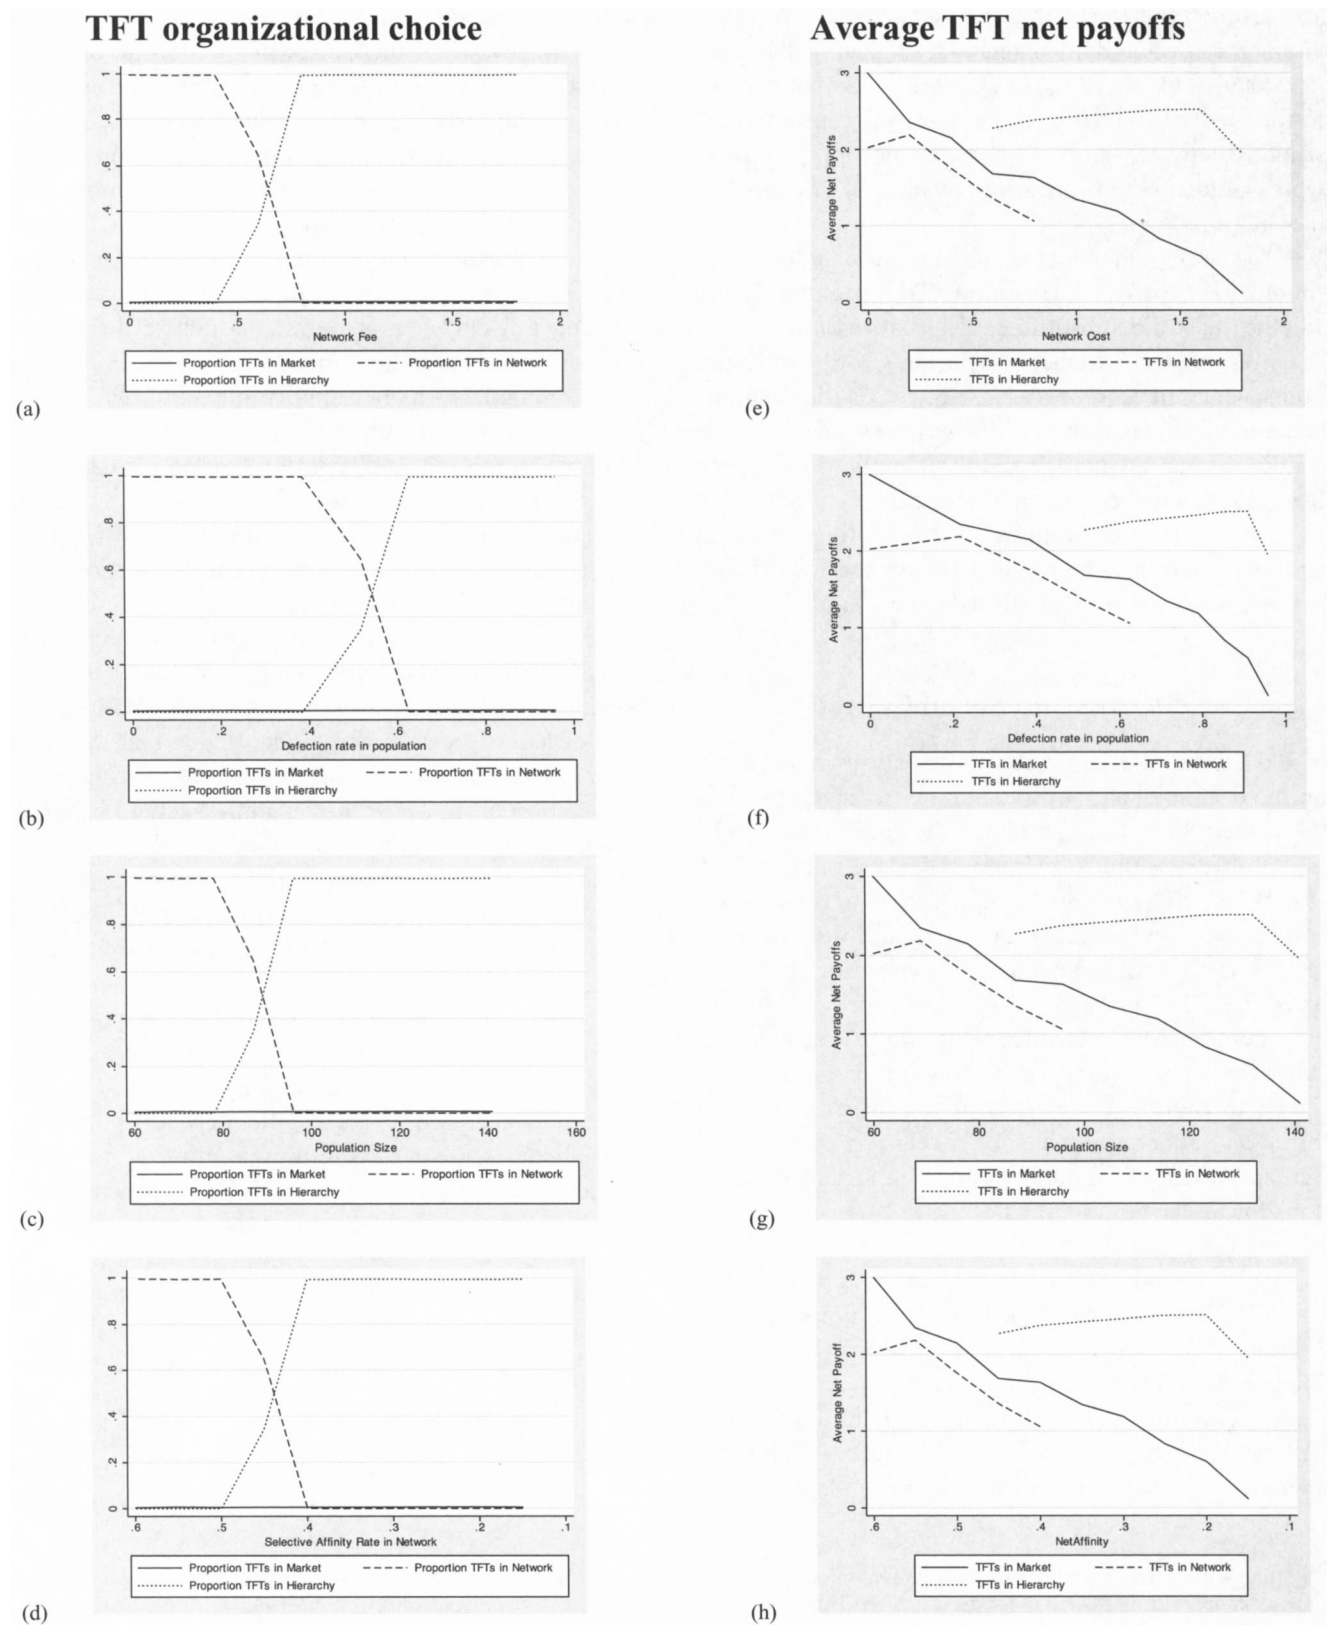 TFT organizational choice
Average TFT net payoffs
1
.8
.6
.4
.2
0
0 .5 1 1.5 2
Network Fee
Proportion TFTs in Market Proportion TFTs in Network
Proportion TFTs in Hierarchy
(a)
Average Net Payoffs
3
2
1
0
0 .5 1 1.5 2
Network Cost
TFTs in Market TFTs in Network
TFTs in Hierarchy
(e)
1
.8
.6
.4
.2
0
0 .2 .4 .6 .8 1
Defection rate in population
Proportion TFTs in Market Proportion TFTs in Network
Proportion TFTs in Hierarchy
(b)
Average Net Payoffs
3
2
1
0
0 .2 .4 .6 .8 1
Defection rate in population
TFTs in Market TFTs in Network
TFTs in Hierarchy
(f)
1
.8
.6
.4
.2
0
60 80 100 120 140 160
Population Size
Proportion TFTs in Market Proportion TFTs in Network
Proportion TFTs in Hierarchy
(c)
Average Net Payoffs
3
2
1
0
60 80 100 120 140
Population Size
TFTs in Market TFTs in Network
TFTs in Hierarchy
(g)
1
.8
.6
.4
.2
0
.6 .5 .4 .3 .2 .1
Selective Affinity Rate in Network
Proportion TFTs in Market Proportion TFTs in Network
Proportion TFTs in Hierarchy
(d)
Average Net Payoff
3
2
1
0
.6 .5 .4 .3 .2 .1
NetAffinity
TFTs in Market TFTs in Network
TFTs in Hierarchy
(h)